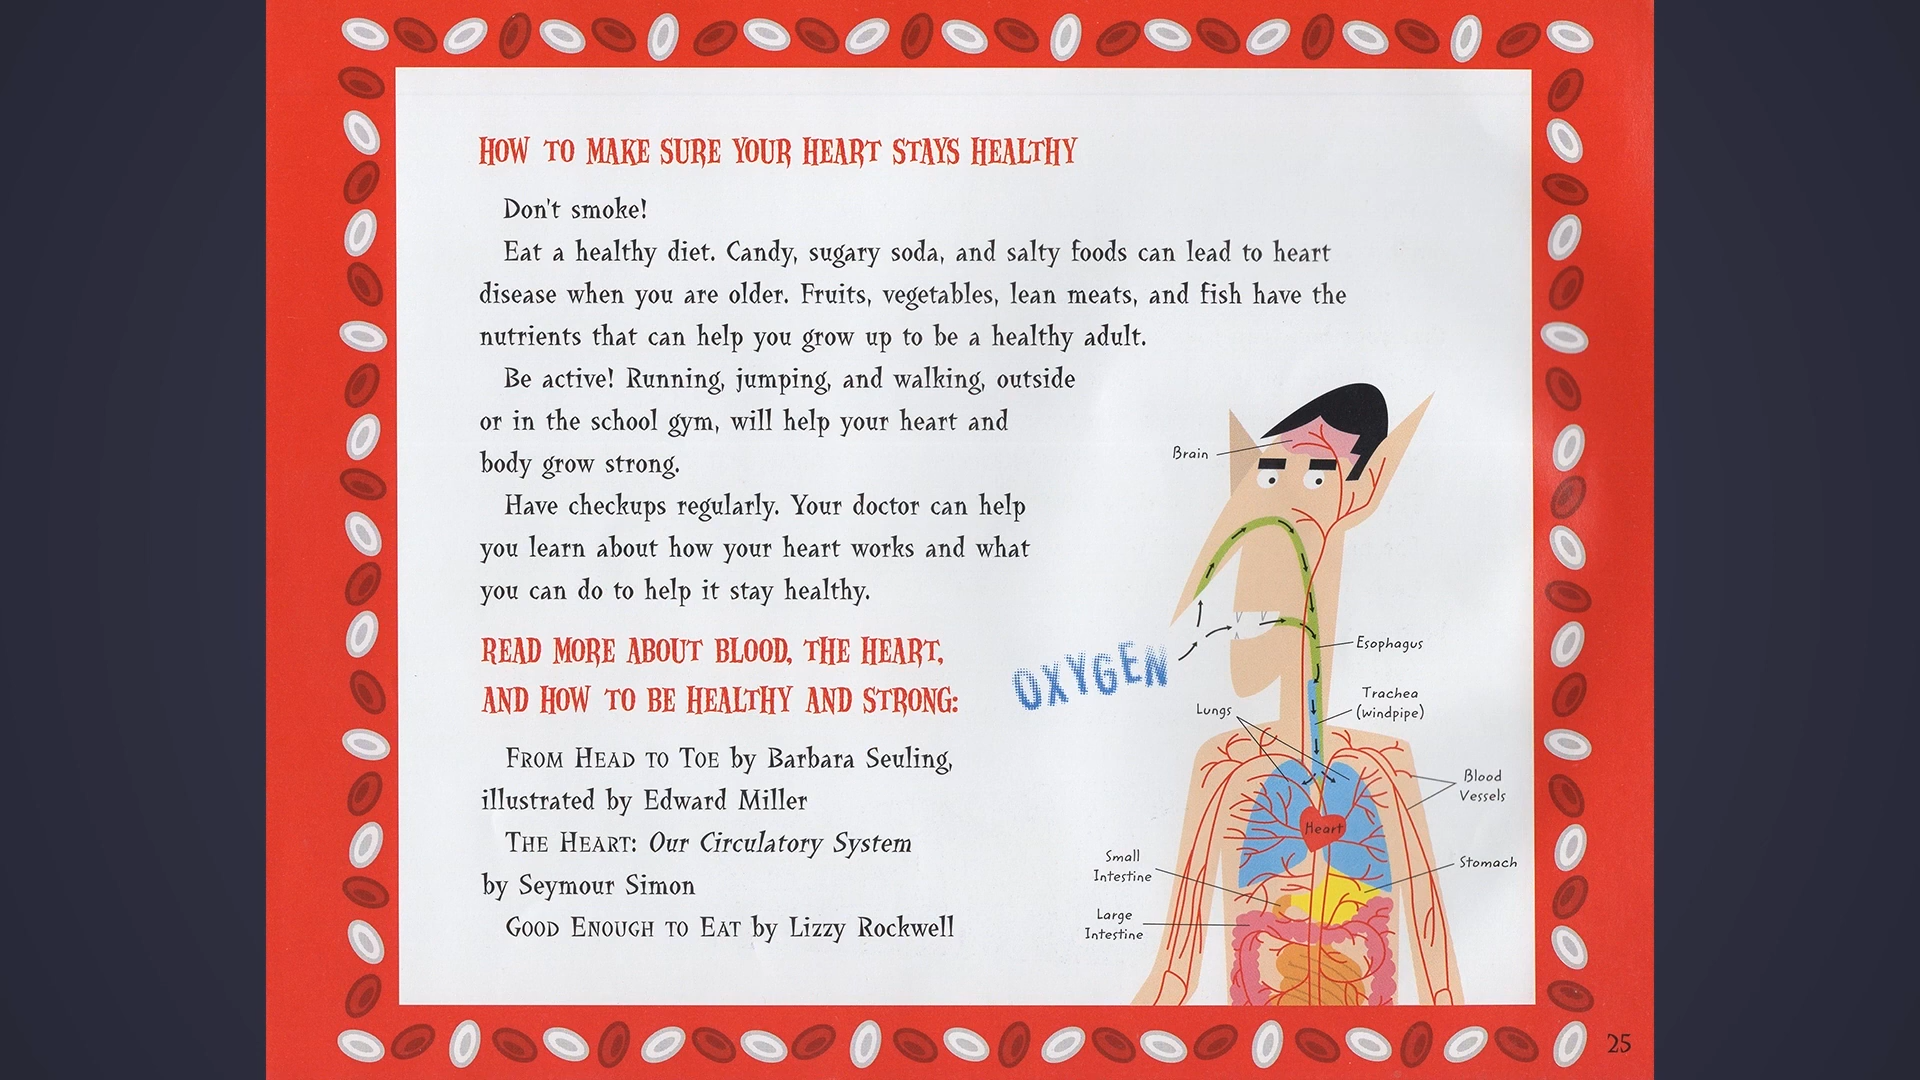 HOW TO MAKE SURE YOUR HEART STAYS HEALTHY
Don't smoke!
Eat a healthy diet. Candy, sugary soda, and salty foods can lead to heart
disease when you are older. Fruits, vegetables, lean meats, and fish have the
nutrients that can help you grow up to be a healthy adult.
Be active! Running, jumping, and walking, outside
or in the school gym, will help your heart and
body grow strong.
Have checkups regularly. Your doctor can help
you learn about how your heart works and what
you can do to help it stay healthy.
READ MORE ABOUT BLOOD, THE HEART,
AND HOW TO BE HEALTHY AND STRONG:
FROM HEAD TO TOE by Barbara Seuling,
illustrated by Edward Miller
THE HEART: Our Circulatory System
by Seymour Simon
GOOD ENOUGH TO EAT by Lizzy Rockwell
Brain
OXYGEN
Esophagus
Trachea
(windpipe)
Lungs
Blood
Vessels
Heart
Small
Intestine
Stomach
Large
Intestine
25